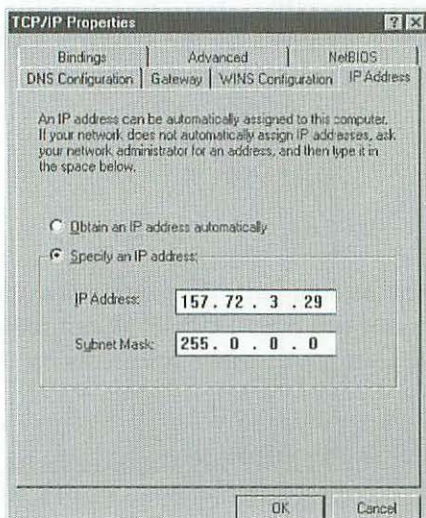 TCP/IP Properties
Bindings Advanced NetBIOS
DNS Configuration Gateway WINS Configuration IP Address
An IP address can be automatically assigned to this computer.
If your network does not automatically assign IP addresses, ask
your network administrator for an address, and then type it in
the space below.
Obtain an IP address automatically
Specify an IP address:
IP Address: 157 . 72 . 3 . 29
Subnet Mask: 255 . 0 . 0 . 0
OK Cancel